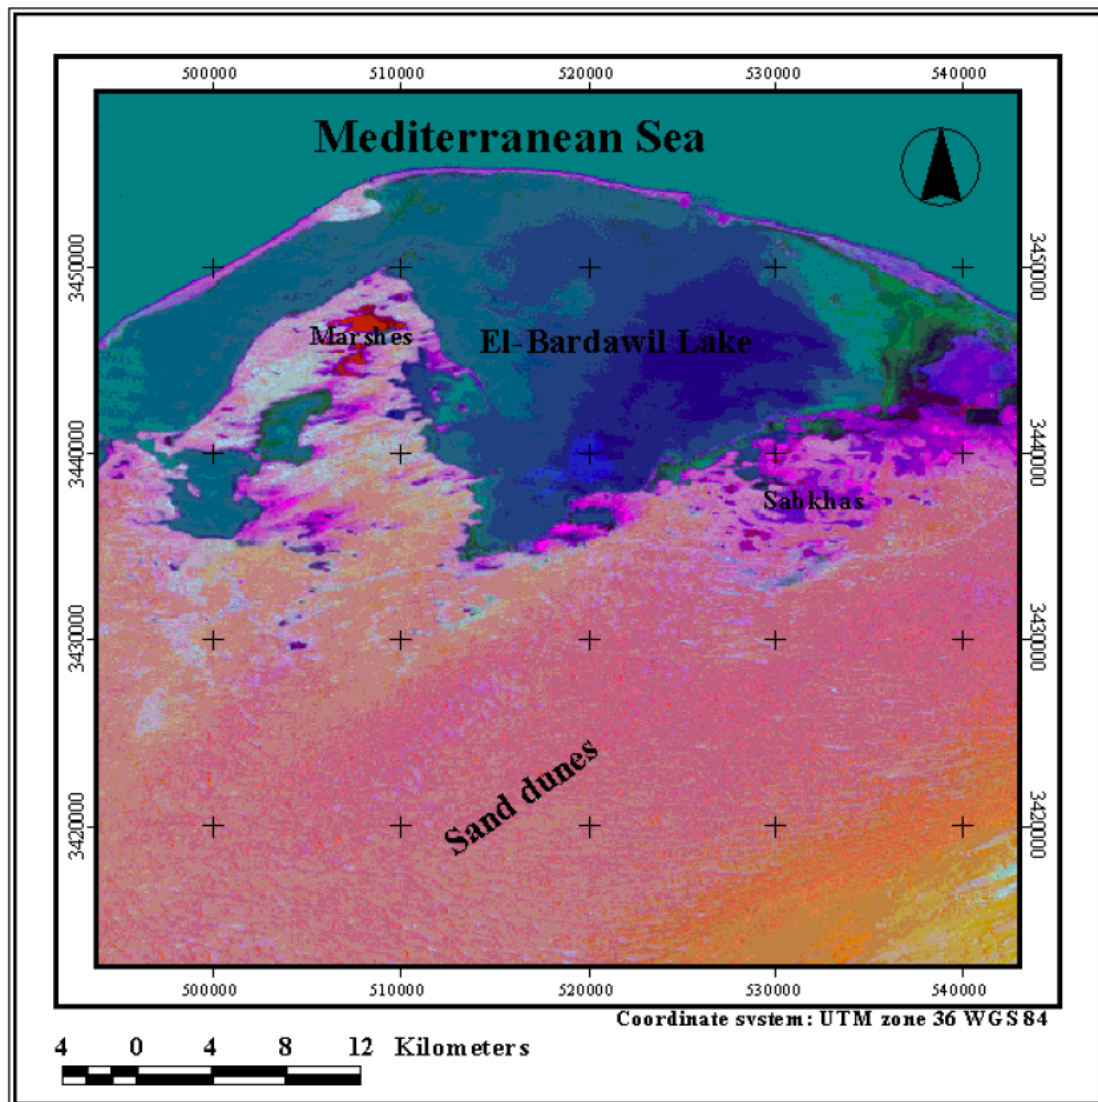 500000 510000 520000 530000 540000
Mediterranean Sea
3450000 3450000
Marshes
El-Bardawil Lake
3440000 3440000
Sabkhas
3430000 3430000
Sand dunes
3420000 3420000
500000 510000 520000 530000 540000
Coordinate system: UTM zone 36 WGS 84
4 0 4 8 12 Kilometers